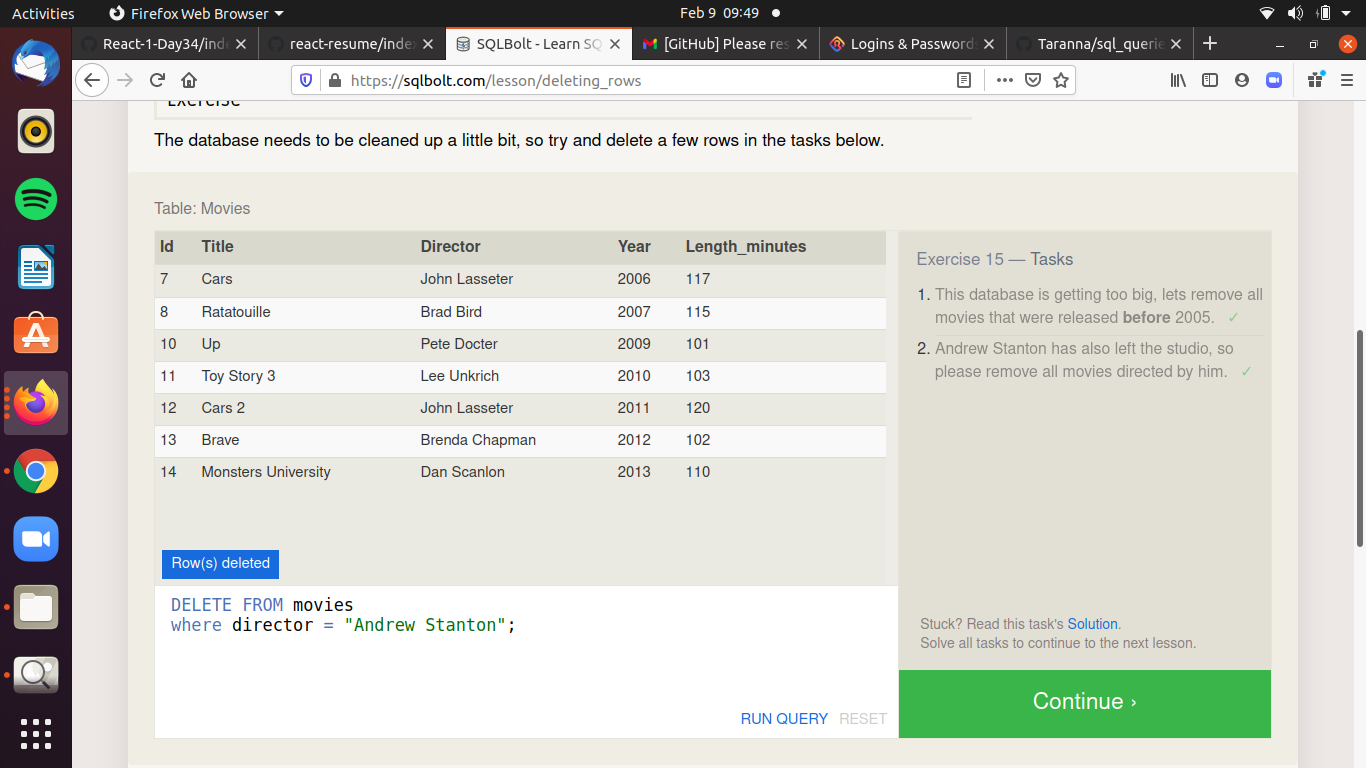 Activities Firefox Web Browser Feb 9 09:49
React-1-Day34/ind react-resume/inde SQLBolt - Learn SQ [GitHub] Please res Logins & Password Taranna/sql_querie
https://sqlbolt.com/lesson/deleting_rows
Exercise
The database needs to be cleaned up a little bit, so try and delete a few rows in the tasks below.
Table: Movies
Id Title Director Year Length_minutes
7 Cars John Lasseter 2006 117
8 Ratatouille Brad Bird 2007 115
10 Up Pete Docter 2009 101
11 Toy Story 3 Lee Unkrich 2010 103
12 Cars 2 John Lasseter 2011 120
13 Brave Brenda Chapman 2012 102
14 Monsters University Dan Scanlon 2013 110
Row(s) deleted
DELETE FROM movies
where director = "Andrew Stanton";
RUN QUERY RESET
Exercise 15 — Tasks
1. This database is getting too big, lets remove all
movies that were released before 2005. ✓
2. Andrew Stanton has also left the studio, so
please remove all movies directed by him. ✓
Stuck? Read this task's Solution.
Solve all tasks to continue to the next lesson.
Continue ›